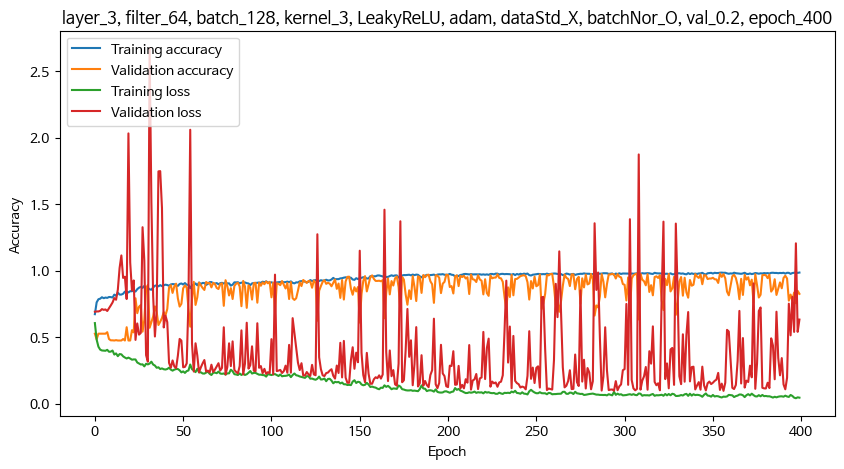 layer_3, filter_64, batch_128, kernel_3, LeakyReLU, adam, dataStd_X, batchNor_O, val_0.2, epoch_400
Training accuracy
Validation accuracy
Training loss
Validation loss
2.5
2.0
1.5
1.0
0.5
0.0
Accuracy
0 50 100 150 200 250 300 350 400
Epoch